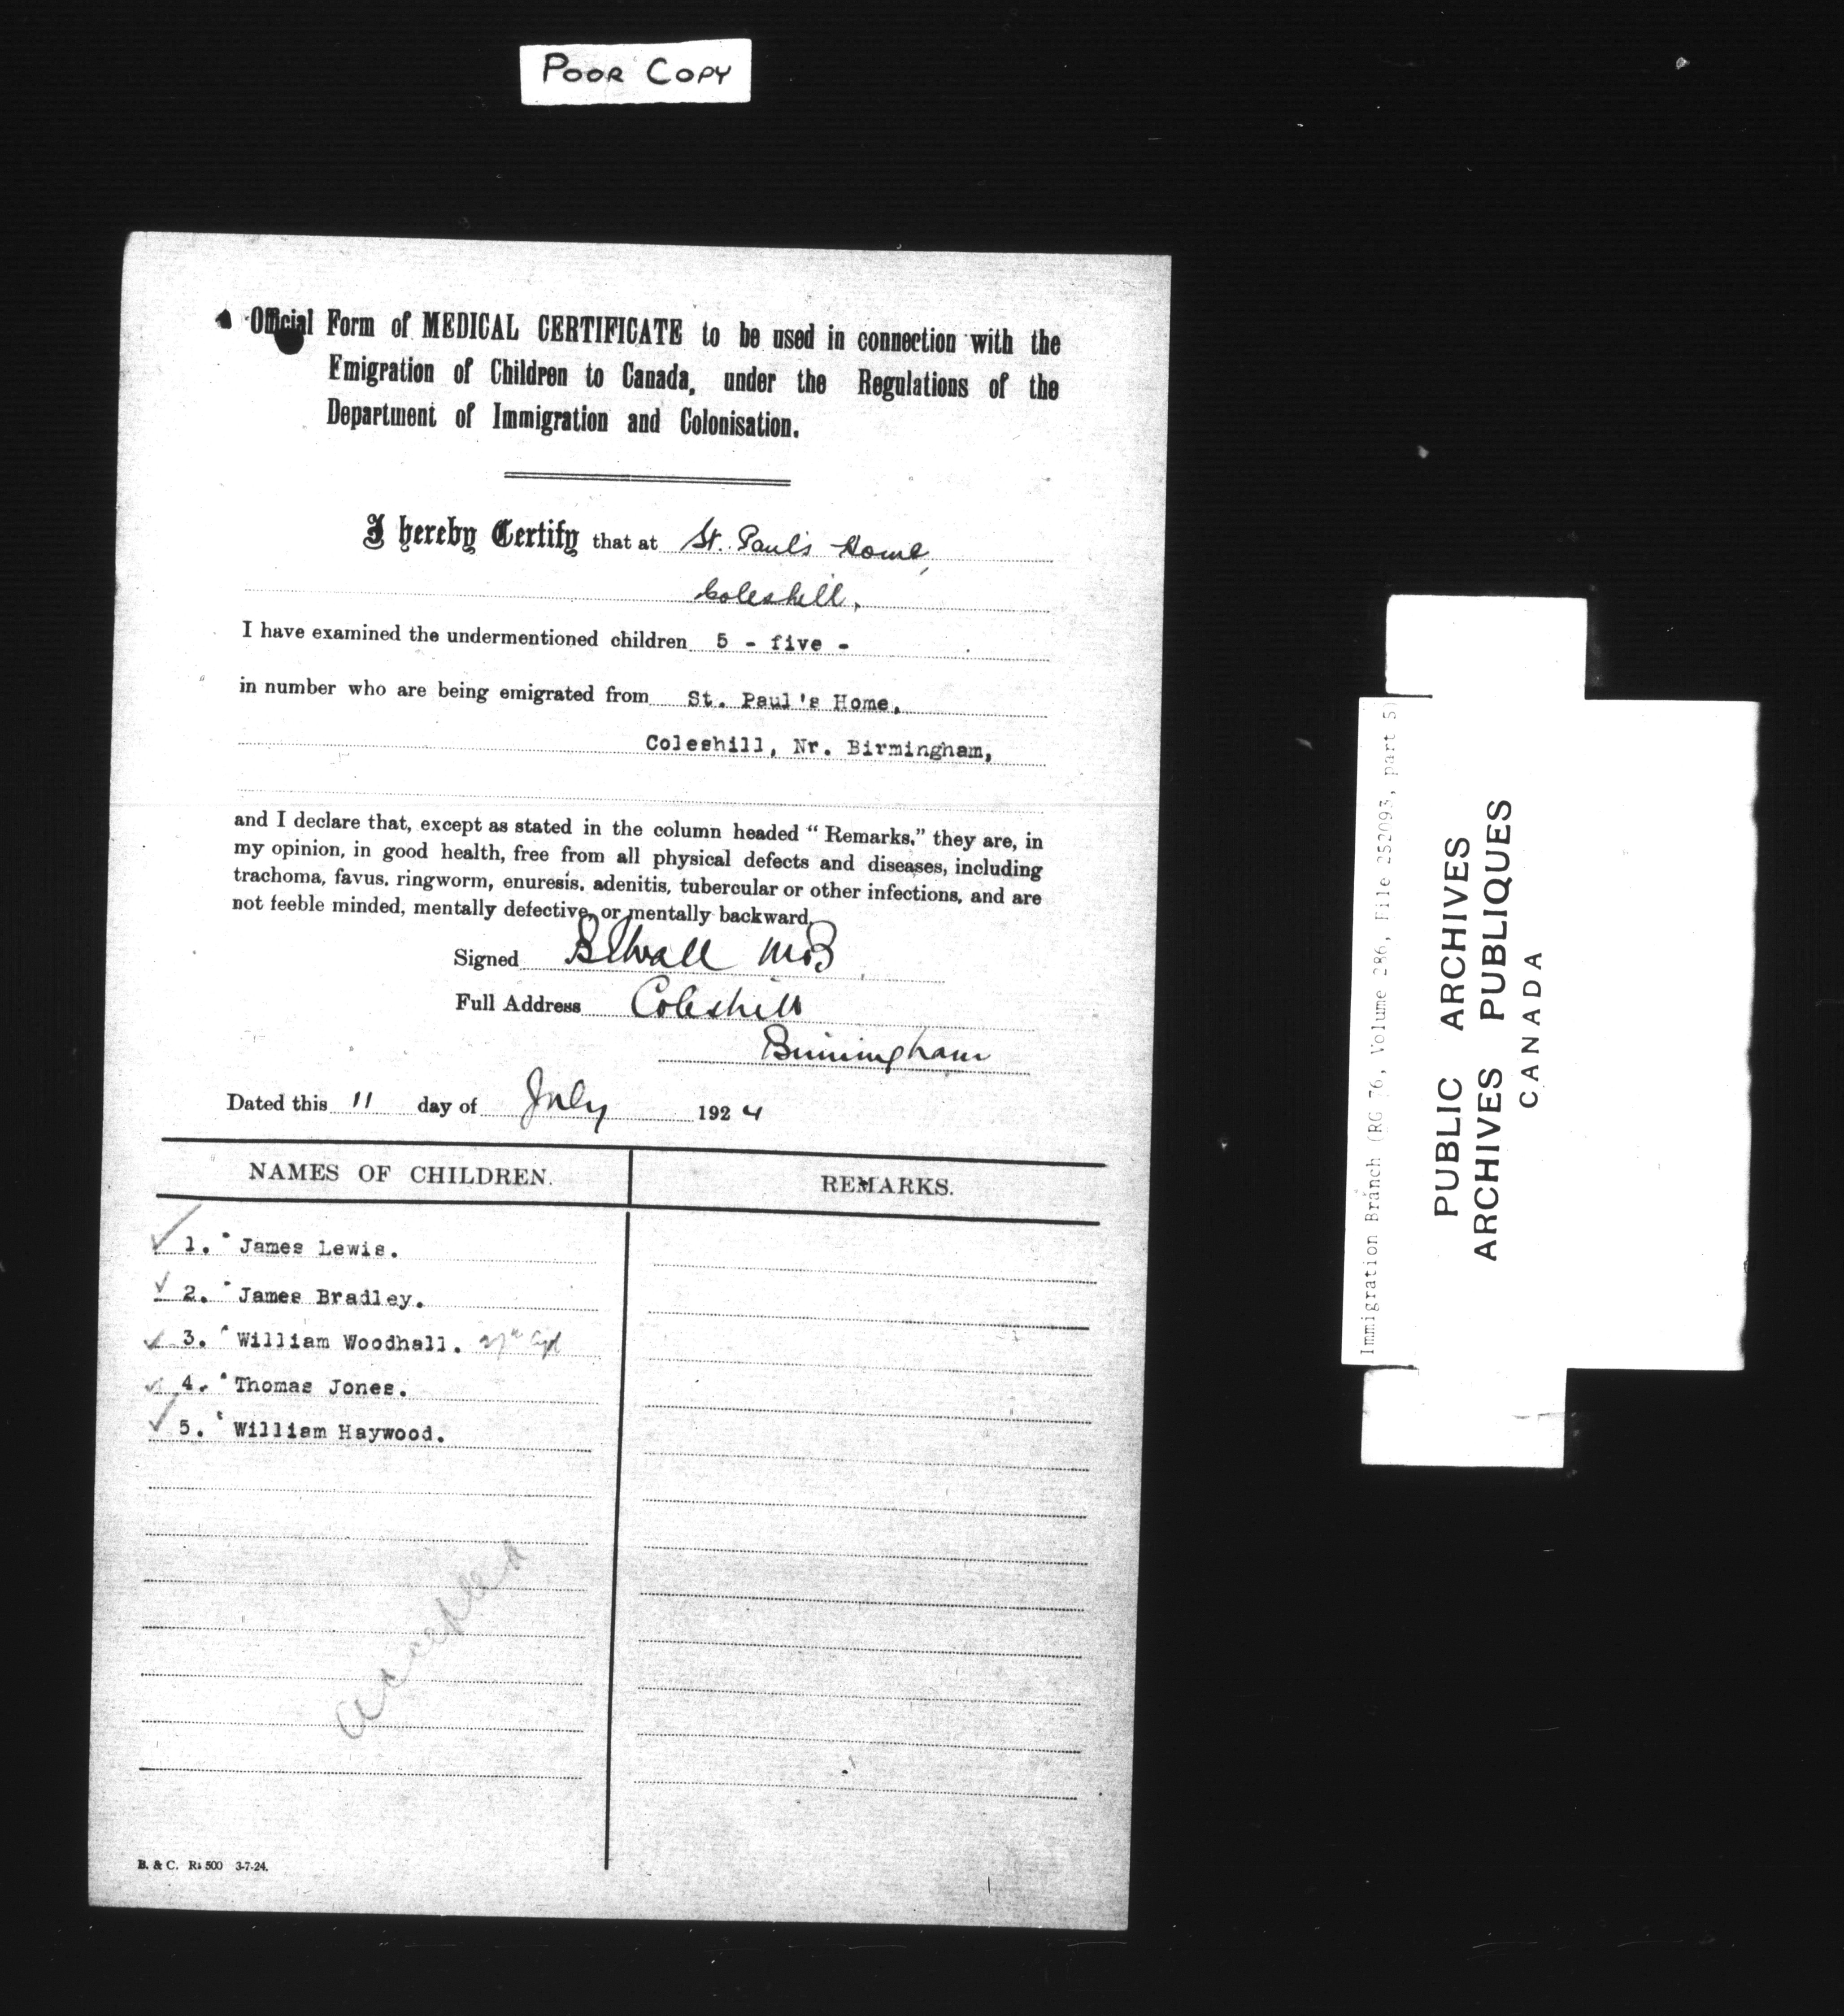 POOR COPY
Official Form of MEDICAL CERTIFICATE to be used in connection with the
Emigration of Children to Canada, under the Regulations of the
Department of Immigration and Colonisation.
I hereby Certify that at St. Paul's Home,
Coleshill,
I have examined the undermentioned children 5 - five -
in number who are being emigrated from St. Paul's Home,
Coleshill, Nr. Birmingham,
and I declare that, except as stated in the column headed “ Remarks,” they are, in
my opinion, in good health, free from all physical defects and diseases, including
trachoma, favus, ringworm, enuresis, adenitis, tubercular or other infections, and are
not feeble minded, mentally defective, or mentally backward.
Signed MB
Full Address Coleshill
Birmingham
Dated this 11 day of July 1924
NAMES OF CHILDREN.
REMARKS.
1. James Lewis.
2. James Bradley.
3. William Woodhall.
4. Thomas Jones.
5. William Haywood.
accepted
B. & C. Rs 500 3-7-24.
Immigration Branch (RG 76, Volume 286, File 252093, part 5)
PUBLIC ARCHIVES
ARCHIVES PUBLIQUES
CANADA